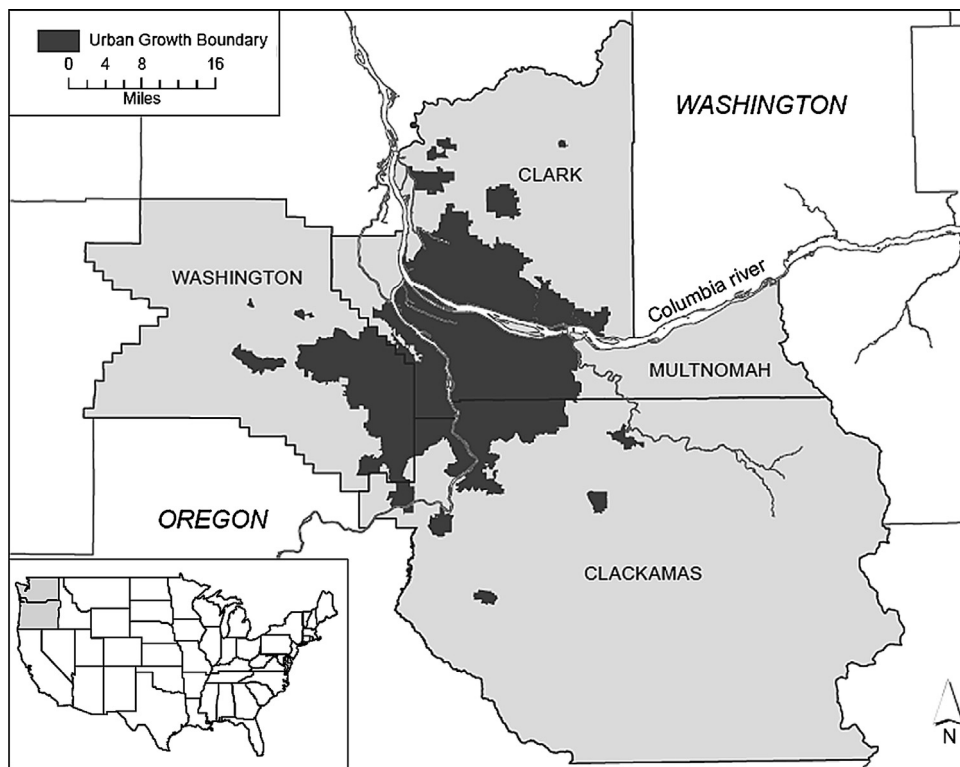 Urban Growth Boundary
0 4 8 16
Miles
WASHINGTON
CLARK
WASHINGTON
Columbia river
MULTNOMAH
OREGON
CLACKAMAS
N